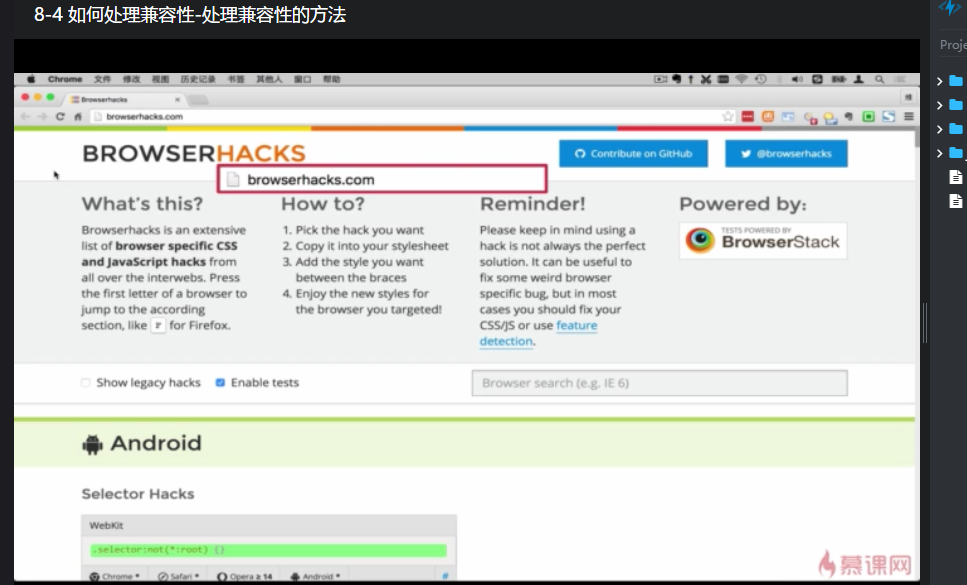 8-4 如何处理兼容性-处理兼容性的方法
Proje
Chrome 文件 修改 视图 历史记录 书签 其他人 窗口 帮助
Browserhacks
browserhacks.com
BROWSERHACKS
Contribute on GitHub
@browserhacks
browserhacks.com
What's this?
Browserhacks is an extensive
list of browser specific CSS
and JavaScript hacks from
all over the interwebs. Press
the first letter of a browser to
jump to the according
section, like F for Firefox.
How to?
1. Pick the hack you want
2. Copy it into your stylesheet
3. Add the style you want
between the braces
4. Enjoy the new styles for
the browser you targeted!
Reminder!
Please keep in mind using a
hack is not always the perfect
solution. It can be useful to
fix some weird browser
specific bug, but in most
cases you should fix your
CSS/JS or use feature
detection.
Powered by:
TESTS POWERED BY
BrowserStack
Show legacy hacks
Enable tests
Browser search (e.g. IE 6)
Android
Selector Hacks
WebKit
.selector:not(*:root) {}
Chrome * Safari * Opera ≥ 14 Android * #
慕课网